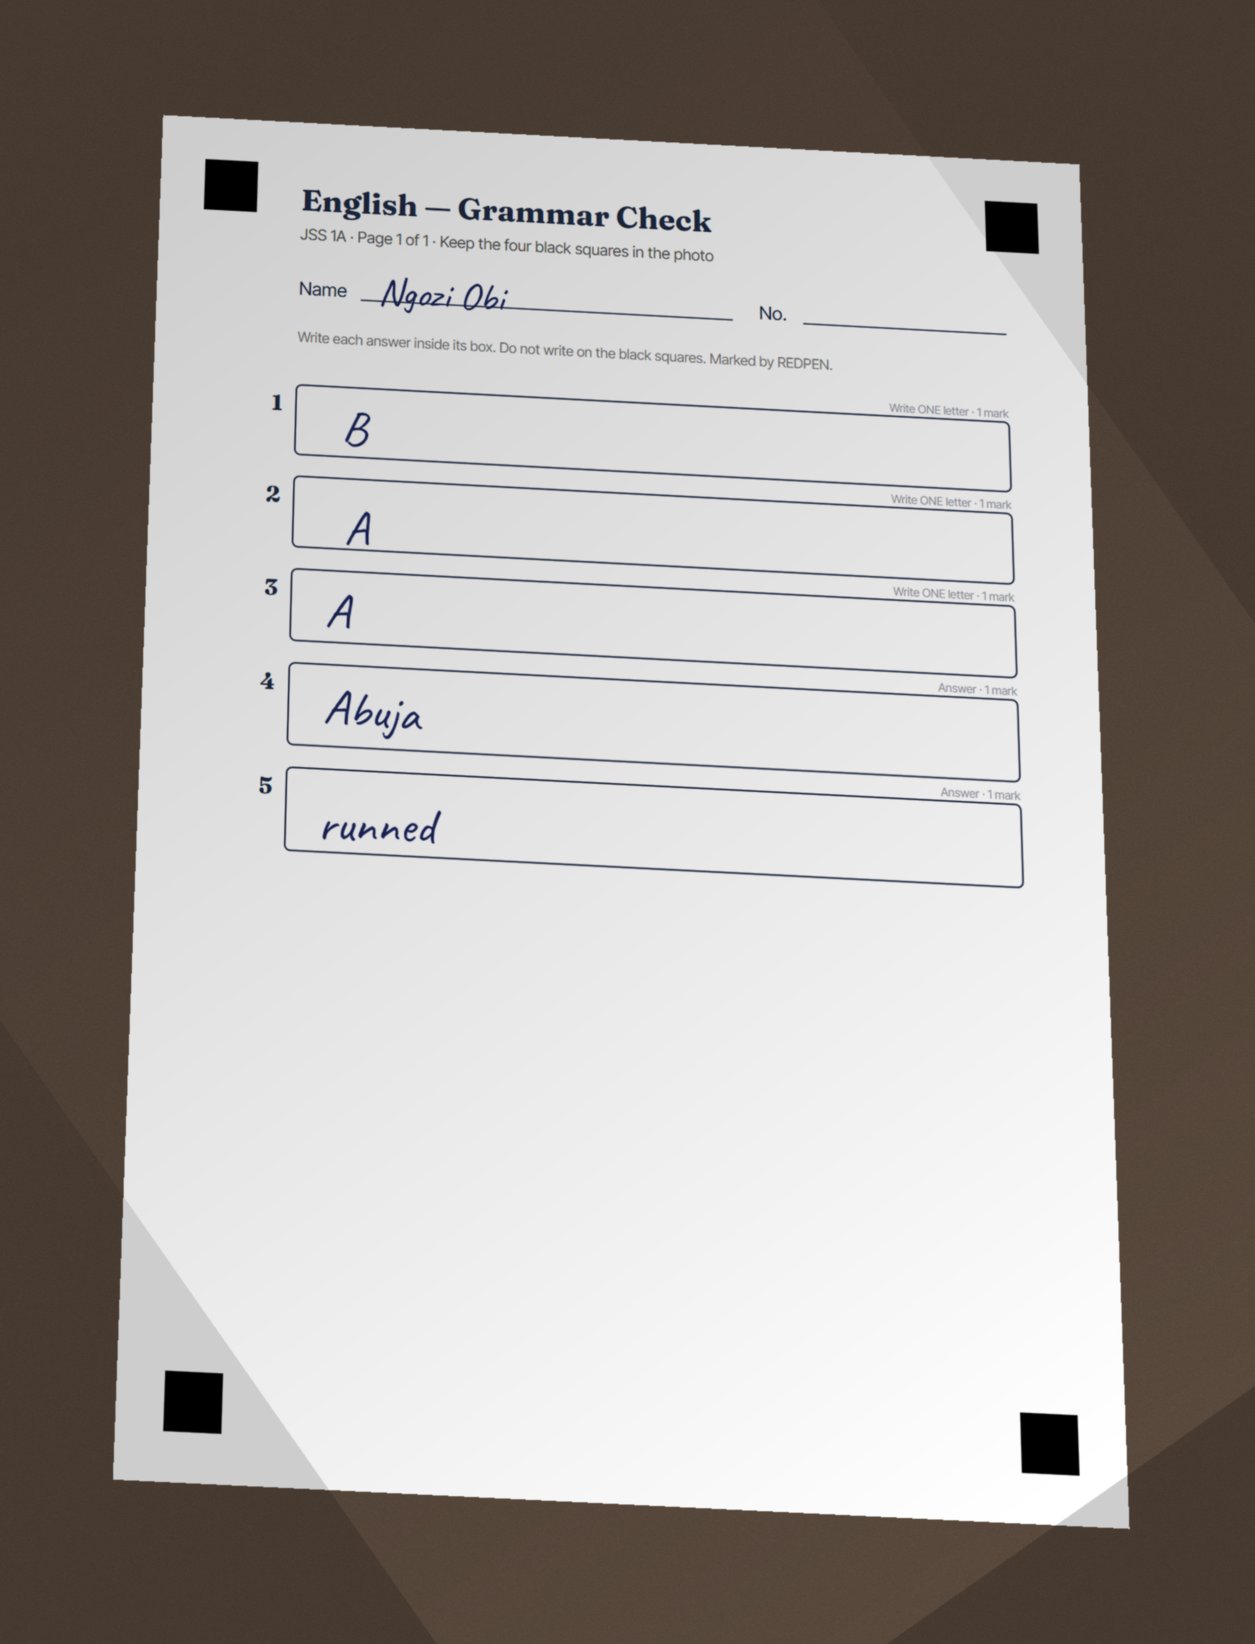 English — Grammar Check
JSS 1A · Page 1 of 1 · Keep the four black squares in the photo
Name Ngozi Obi No.
Write each answer inside its box. Do not write on the black squares. Marked by REDPEN.
Write ONE letter · 1 mark
1 B
Write ONE letter · 1 mark
2 A
Write ONE letter · 1 mark
3 A
Answer · 1 mark
4 Abuja
Answer · 1 mark
5 runned